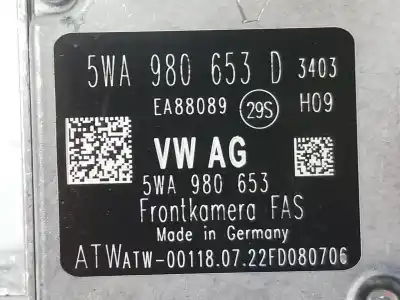 5WA 980 653 D 3403
EA88089 29S H09
VW AG
5WA 980 653
Frontkamera FAS
Made in Germany
ATWATW-00118.07.22FD080706